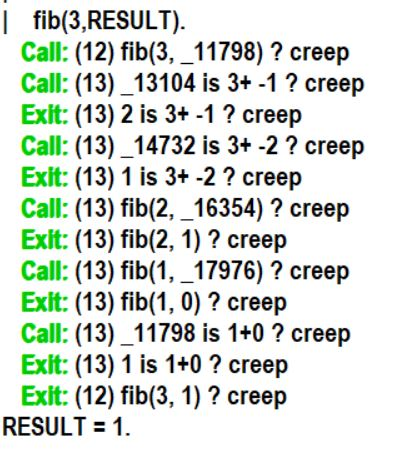 | fib(3,RESULT).
Call: (12) fib(3, _11798) ? creep
Call: (13) _13104 is 3+ -1 ? creep
Exit: (13) 2 is 3+ -1 ? creep
Call: (13) _14732 is 3+ -2 ? creep
Exit: (13) 1 is 3+ -2 ? creep
Call: (13) fib(2, _16354) ? creep
Exit: (13) fib(2, 1) ? creep
Call: (13) fib(1, _17976) ? creep
Exit: (13) fib(1, 0) ? creep
Call: (13) _11798 is 1+0 ? creep
Exit: (13) 1 is 1+0 ? creep
Exit: (12) fib(3, 1) ? creep
RESULT = 1.